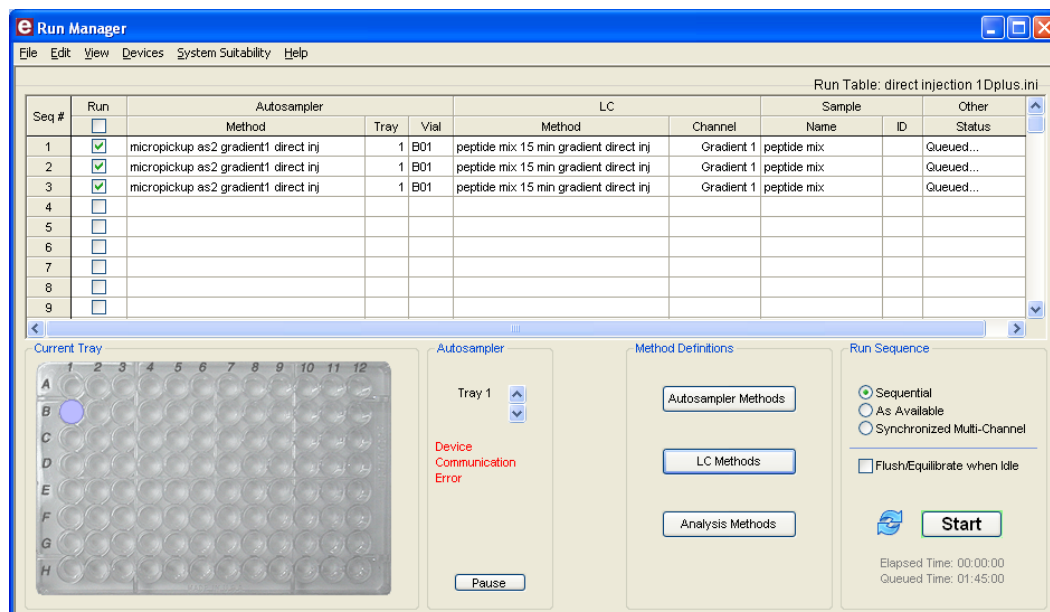 e Run Manager
File Edit View Devices System Suitability Help
Run Table: direct injection 1Dplus.ini
Seq # Run Autosampler LC Sample Other
Method Tray Vial Method Channel Name ID Status
1 micropickup as2 gradient1 direct inj 1 B01 peptide mix 15 min gradient direct inj Gradient 1 peptide mix Queued...
2 micropickup as2 gradient1 direct inj 1 B01 peptide mix 15 min gradient direct inj Gradient 1 peptide mix Queued...
3 micropickup as2 gradient1 direct inj 1 B01 peptide mix 15 min gradient direct inj Gradient 1 peptide mix Queued...
4
5
6
7
8
9
Current Tray
1 2 3 4 5 6 7 8 9 10 11 12
A
B
C
D
E
F
G
H
Autosampler
Tray 1
Device
Communication
Error
Pause
Method Definitions
Autosampler Methods
LC Methods
Analysis Methods
Run Sequence
Sequential
As Available
Synchronized Multi-Channel
Flush/Equilibrate when Idle
Start
Elapsed Time: 00:00:00
Queued Time: 01:45:00